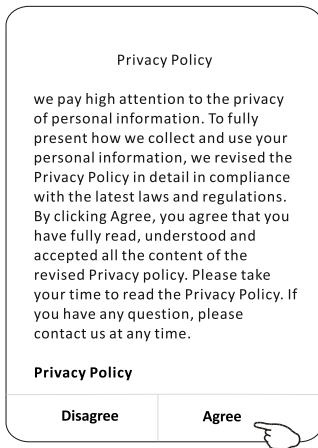 Privacy Policy
we pay high attention to the privacy
of personal information. To fully
present how we collect and use your
personal information, we revised the
Privacy Policy in detail in compliance
with the latest laws and regulations.
By clicking Agree, you agree that you
have fully read, understood and
accepted all the content of the
revised Privacy policy. Please take
your time to read the Privacy Policy. If
you have any question, please
contact us at any time.
Privacy Policy
Disagree Agree